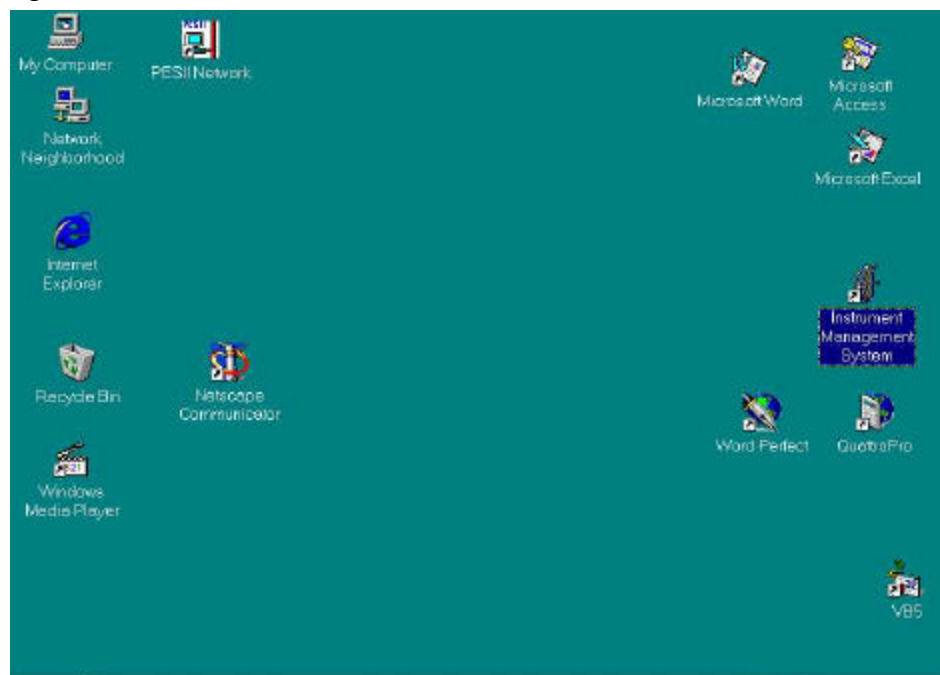 My Computer
PESII Network
Network
Neighborhood
Internet
Explorer
Recycle Bin
Netscape
Communicator
Windows
Media Player
Microsoft Word
Microsoft
Access
Microsoft Excel
Instrument
Management
System
Word Perfect
QuattroPro
VB5